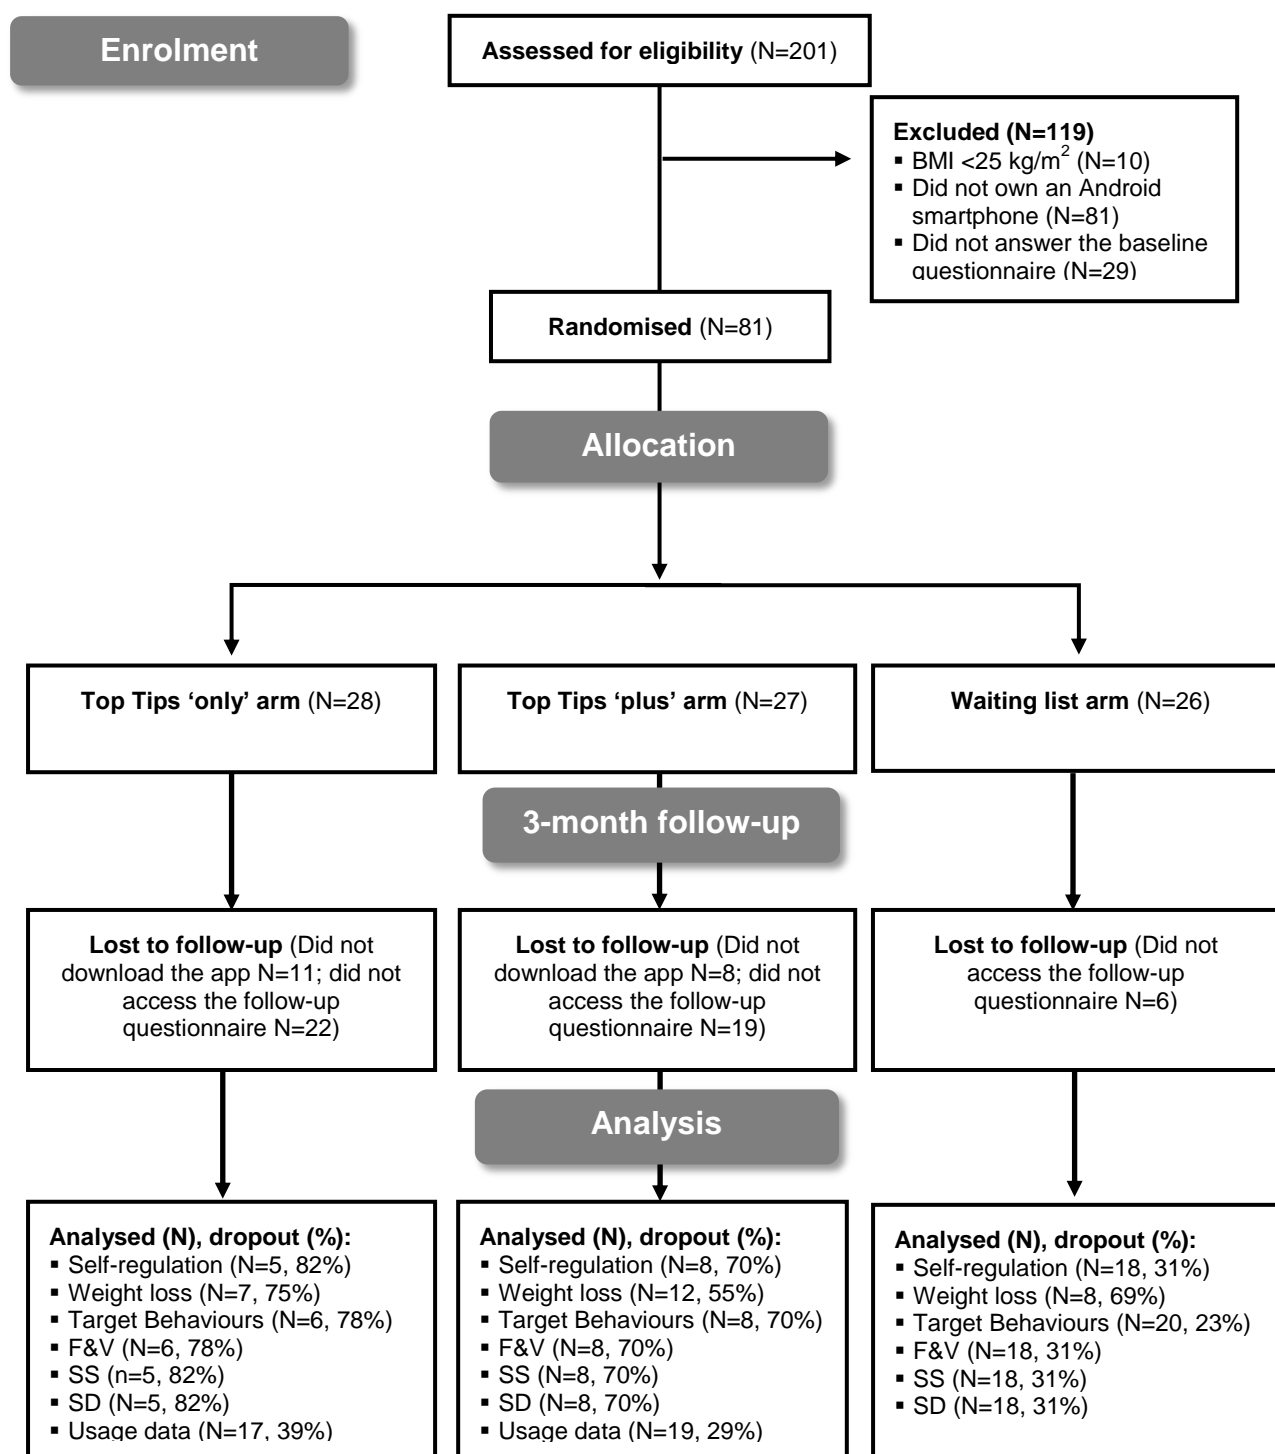 Enrolment
Assessed for eligibility (N=201)
Excluded (N=119)
▪ BMI <25 kg/m² (N=10)
▪ Did not own an Android
smartphone (N=81)
▪ Did not answer the baseline
questionnaire (N=29)
Randomised (N=81)
Allocation
Top Tips ‘only’ arm (N=28)
Top Tips ‘plus’ arm (N=27)
Waiting list arm (N=26)
3-month follow-up
Lost to follow-up (Did not
download the app N=11; did not
access the follow-up
questionnaire N=22)
Lost to follow-up (Did not
download the app N=8; did not
access the follow-up
questionnaire N=19)
Lost to follow-up (Did not
access the follow-up
questionnaire N=6)
Analysis
Analysed (N), dropout (%):
▪ Self-regulation (N=5, 82%)
▪ Weight loss (N=7, 75%)
▪ Target Behaviours (N=6, 78%)
▪ F&V (N=6, 78%)
▪ SS (n=5, 82%)
▪ SD (N=5, 82%)
▪ Usage data (N=17, 39%)
Analysed (N), dropout (%):
▪ Self-regulation (N=8, 70%)
▪ Weight loss (N=12, 55%)
▪ Target Behaviours (N=8, 70%)
▪ F&V (N=8, 70%)
▪ SS (N=8, 70%)
▪ SD (N=8, 70%)
▪ Usage data (N=19, 29%)
Analysed (N), dropout (%):
▪ Self-regulation (N=18, 31%)
▪ Weight loss (N=8, 69%)
▪ Target Behaviours (N=20, 23%)
▪ F&V (N=18, 31%)
▪ SS (N=18, 31%)
▪ SD (N=18, 31%)